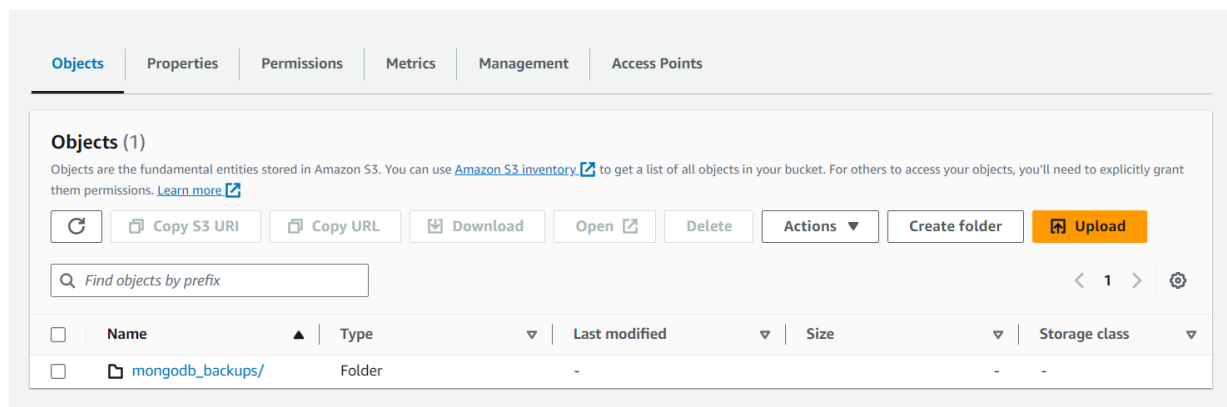 Objects Properties Permissions Metrics Management Access Points
Objects (1)
Objects are the fundamental entities stored in Amazon S3. You can use Amazon S3 inventory to get a list of all objects in your bucket. For others to access your objects, you'll need to explicitly grant
them permissions. Learn more
Copy S3 URI Copy URL Download Open Delete Actions Create folder Upload
Find objects by prefix 1
Name Type Last modified Size Storage class
mongodb_backups/ Folder - - -